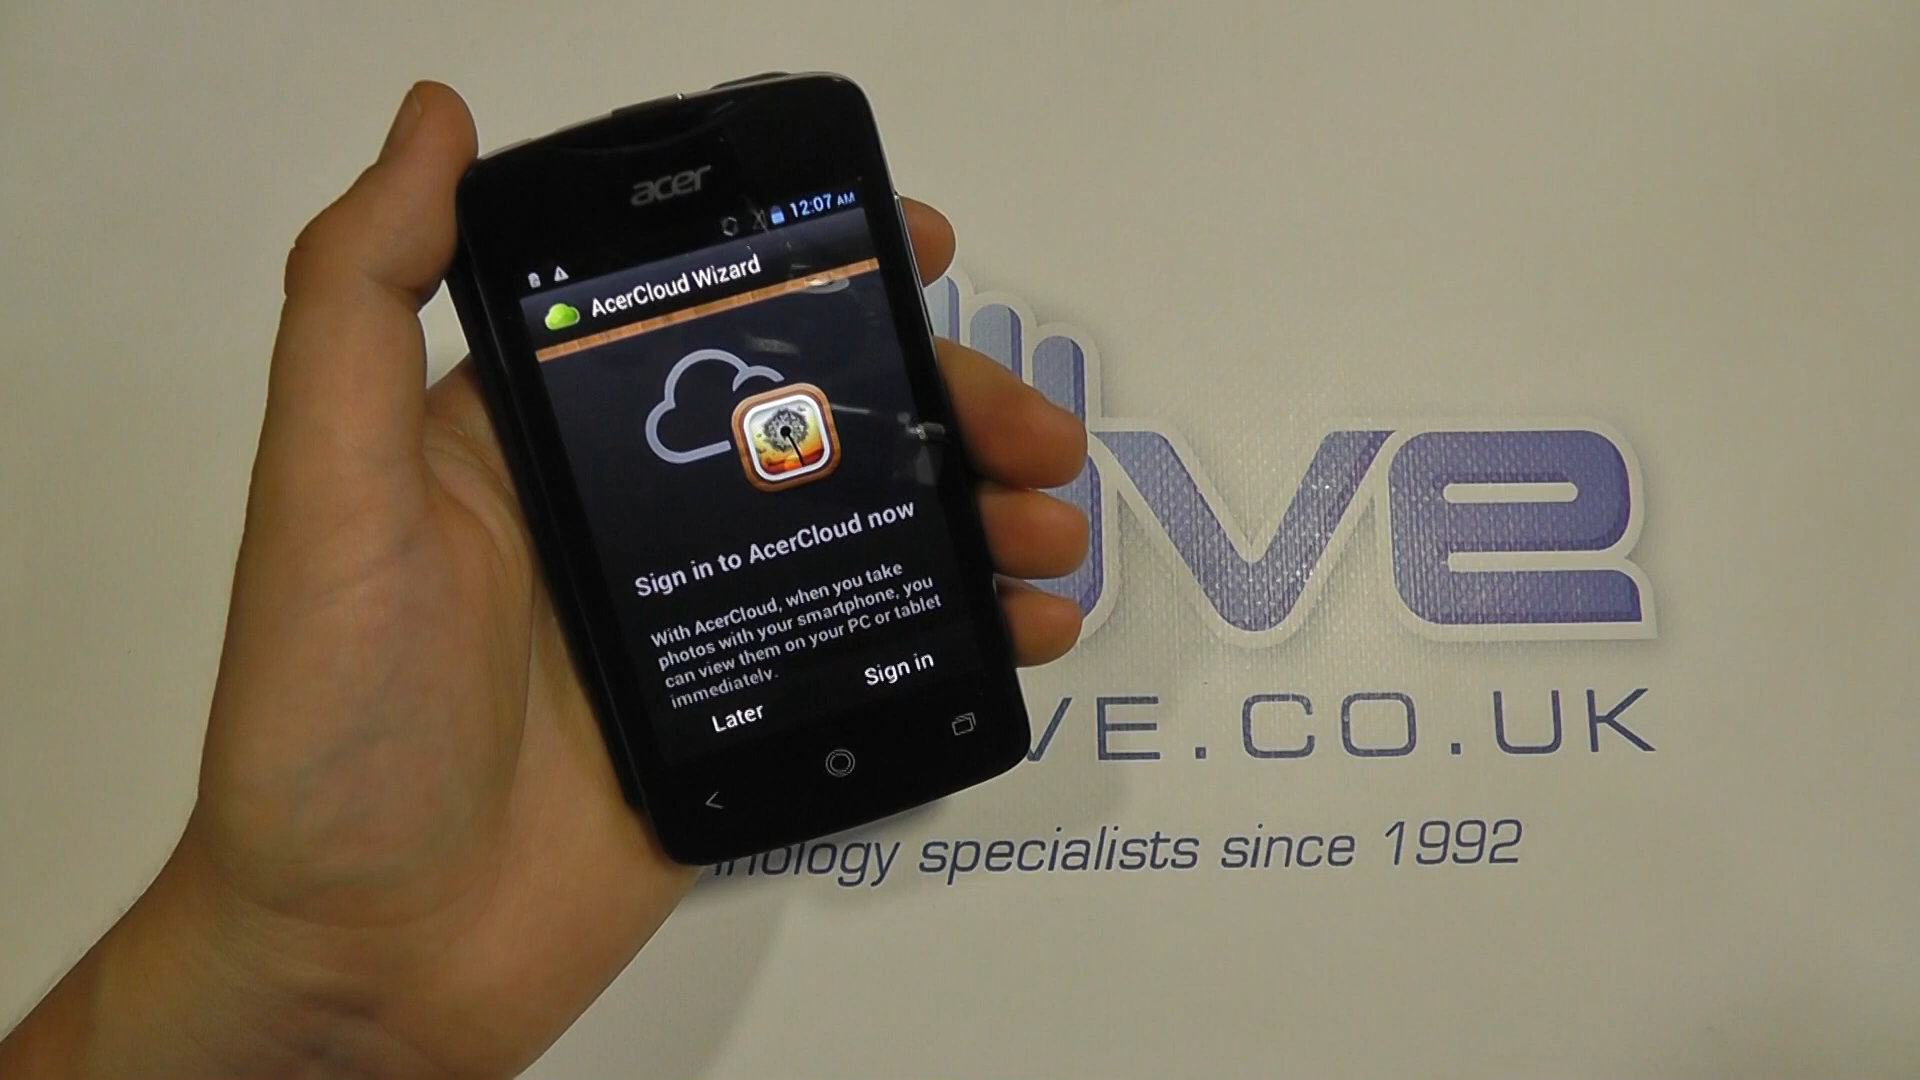 acer
12:07 AM
AcerCloud Wizard
Sign in to AcerCloud now
With AcerCloud, when you take
photos with your smartphone, you
can view them on your PC or tablet
immediately.
Later
Sign in
ove
VE.CO.UK
nology specialists since 1992